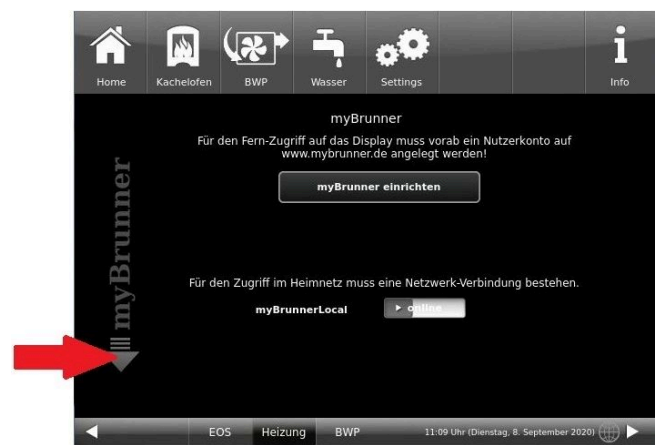 Home Kachelofen BWP Wasser Settings Info
myBrunner
Für den Fern-Zugriff auf das Display muss vorab ein Nutzerkonto auf
www.mybrunner.de angelegt werden!
myBrunner einrichten
myBrunner
Für den Zugriff im Heimnetz muss eine Netzwerk-Verbindung bestehen.
myBrunnerLocal online
EOS Heizung BWP 11:09 Uhr (Dienstag, 8. September 2020)